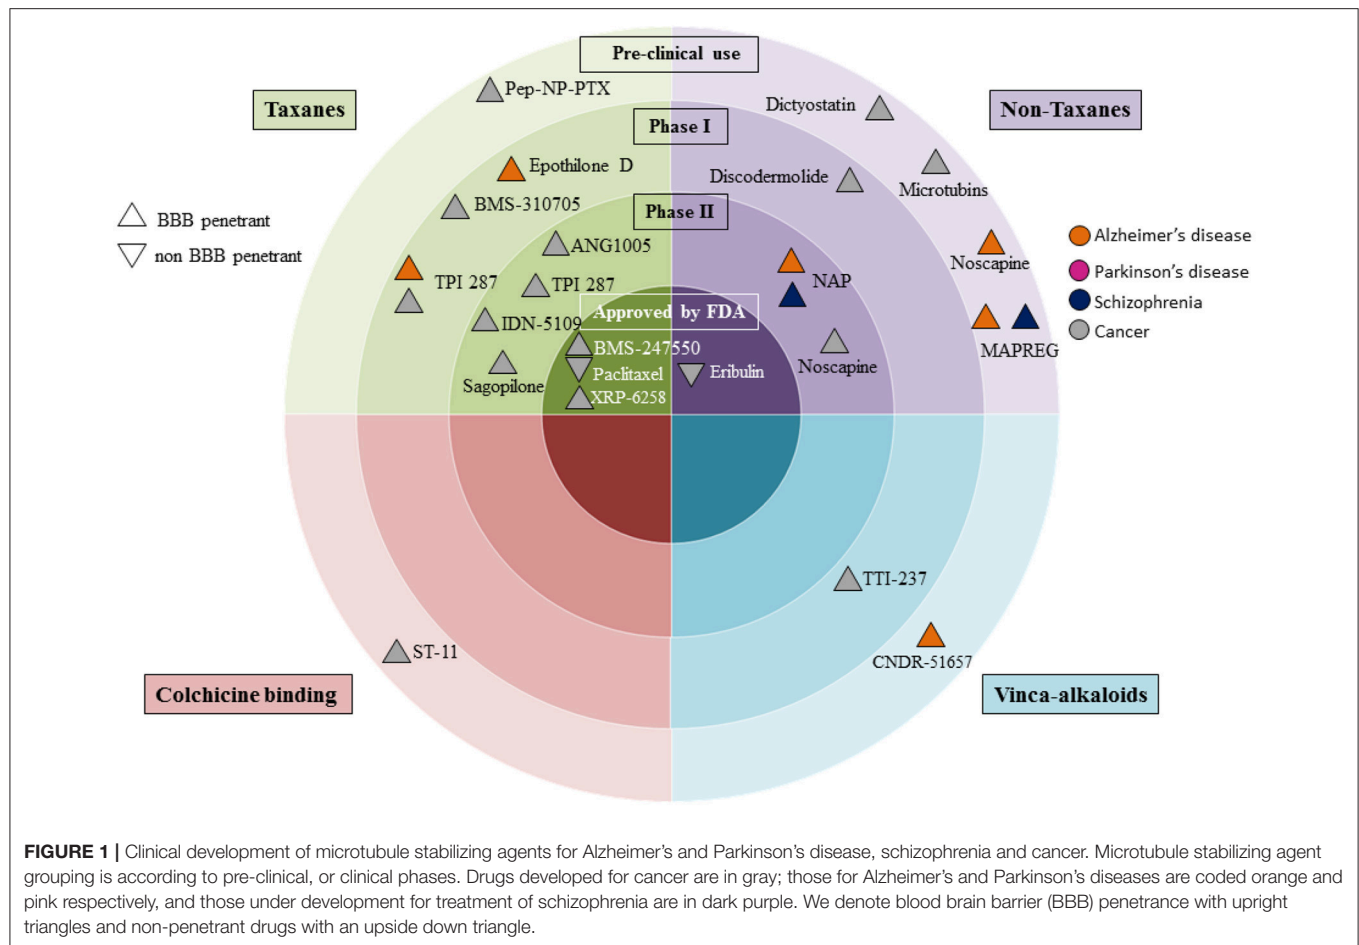 Pre-clinical use
Taxanes
Pep-NP-PTX
Dictyostatin
Non-Taxanes
Phase I
Epothilone D
Discodermolide
Microtubins
BMS-310705
Phase II
BBB penetrant
non BBB penetrant
ANG1005
TPI 287
TPI 287
NAP
Noscapine
Alzheimer's disease
Parkinson's disease
Schizophrenia
Cancer
Approved by FDA
IDN-5109
BMS-247550
Paclitaxel
Eribulin
Noscapine
MAPREG
Sagopilone
XRP-6258
TTI-237
ST-11
CNDR-51657
Colchicine binding
Vinca-alkaloids
FIGURE 1 | Clinical development of microtubule stabilizing agents for Alzheimer's and Parkinson's disease, schizophrenia and cancer. Microtubule stabilizing agent
grouping is according to pre-clinical, or clinical phases. Drugs developed for cancer are in gray; those for Alzheimer's and Parkinson's diseases are coded orange and
pink respectively, and those under development for treatment of schizophrenia are in dark purple. We denote blood brain barrier (BBB) penetrance with upright
triangles and non-penetrant drugs with an upside down triangle.